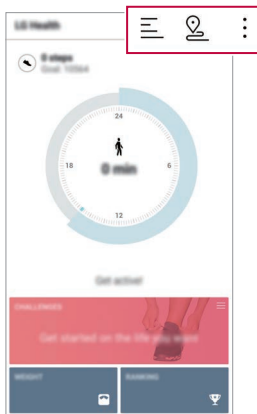 LG Health
0 steps
Goal: 10364
24
18
6
0 min
12
Get active!
CHALLENGES
Get started on the life you want
WEIGHT
RANKING